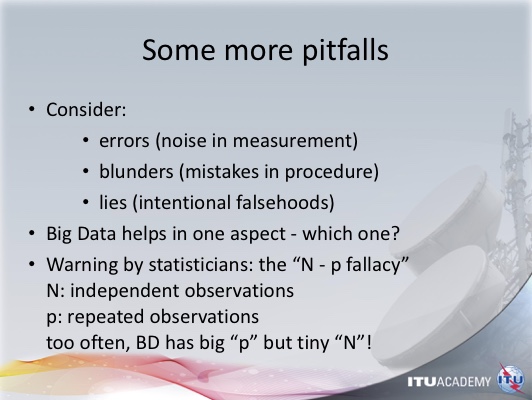 Some more pitfalls
• Consider:
• errors (noise in measurement)
• blunders (mistakes in procedure)
• lies (intentional falsehoods)
• Big Data helps in one aspect - which one?
• Warning by statisticians: the “N - p fallacy”
N: independent observations
p: repeated observations
too often, BD has big “p” but tiny “N”!
ITUACADEMY ITU